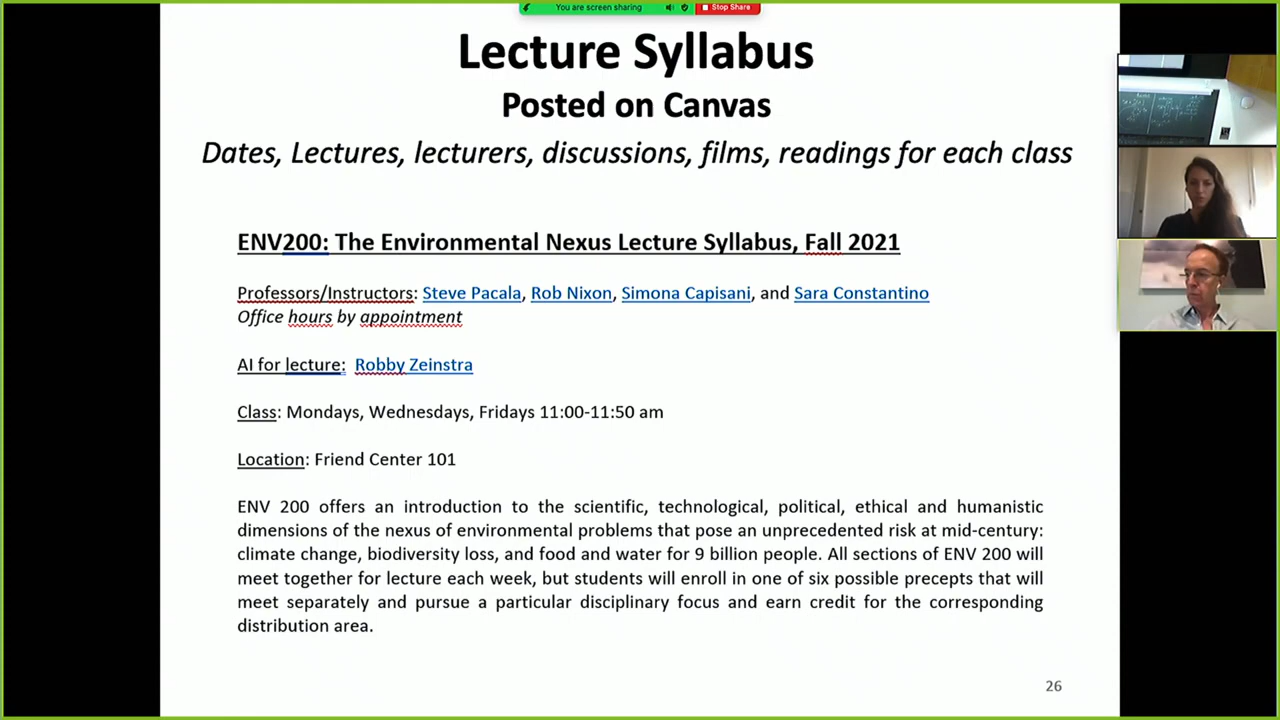 You are screen sharing
Stop Share
Lecture Syllabus
Posted on Canvas
Dates, Lectures, lecturers, discussions, films, readings for each class
ENV200: The Environmental Nexus Lecture Syllabus, Fall 2021
Professors/Instructors: Steve Pacala, Rob Nixon, Simona Capisani, and Sara Constantino
Office hours by appointment
AI for lecture: Robby Zeinstra
Class: Mondays, Wednesdays, Fridays 11:00-11:50 am
Location: Friend Center 101
ENV 200 offers an introduction to the scientific, technological, political, ethical and humanistic
dimensions of the nexus of environmental problems that pose an unprecedented risk at mid-century:
climate change, biodiversity loss, and food and water for 9 billion people. All sections of ENV 200 will
meet together for lecture each week, but students will enroll in one of six possible precepts that will
meet separately and pursue a particular disciplinary focus and earn credit for the corresponding
distribution area.
26